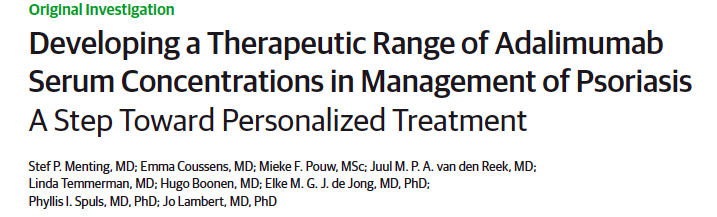 Original Investigation
Developing a Therapeutic Range of Adalimumab
Serum Concentrations in Management of Psoriasis
A Step Toward Personalized Treatment
Stef P. Menting, MD; Emma Coussens, MD; Mieke F. Pouw, MSc; Juul M. P. A. van den Reek, MD;
Linda Temmerman, MD; Hugo Boonen, MD; Elke M. G. J. de Jong, MD, PhD;
Phyllis I. Spuls, MD, PhD; Jo Lambert, MD, PhD